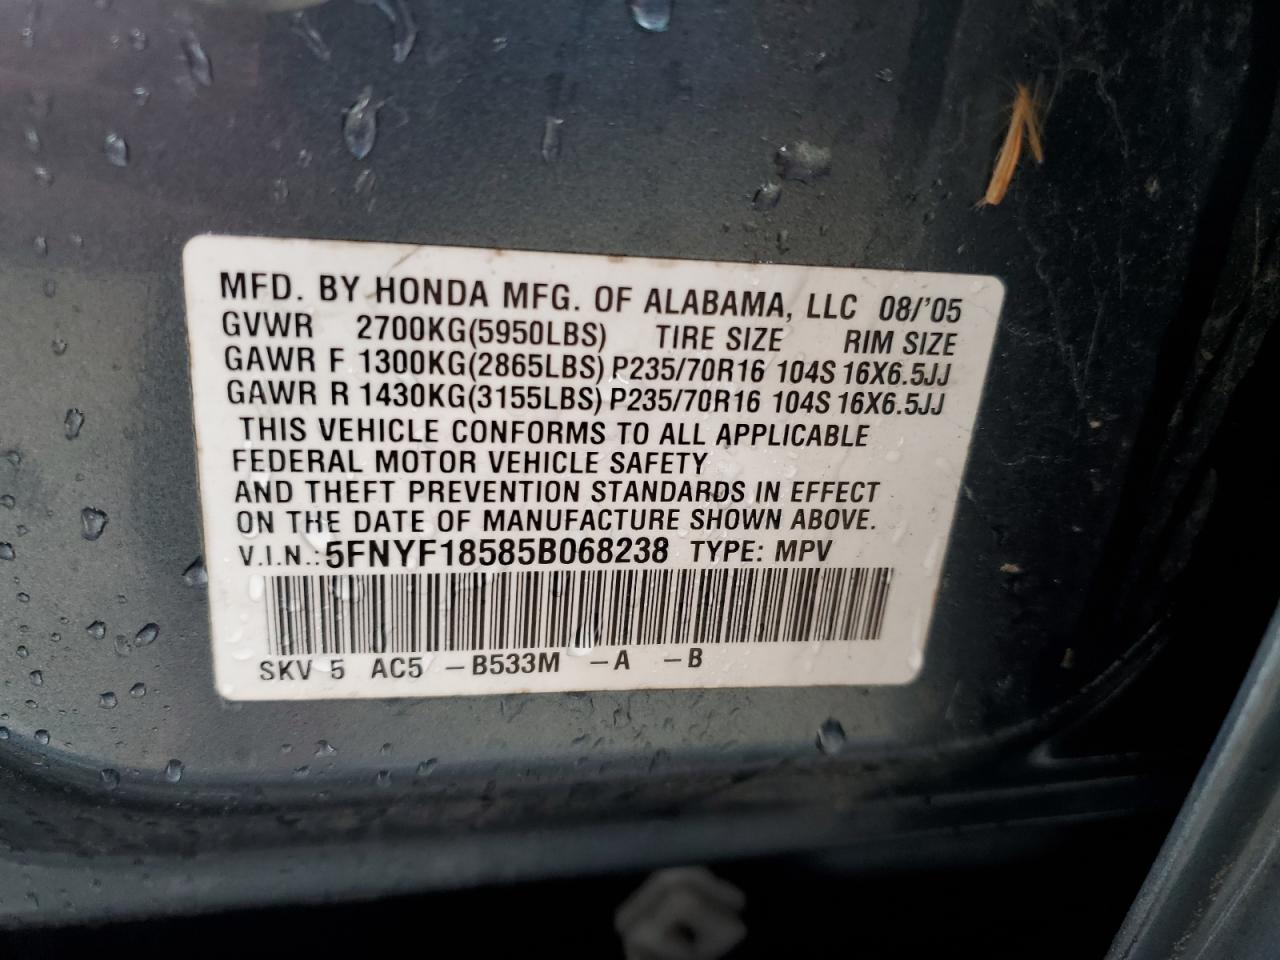 MFD. BY HONDA MFG. OF ALABAMA, LLC 08/'05
GVWR 2700KG(5950LBS) TIRE SIZE RIM SIZE
GAWR F 1300KG(2865LBS) P235/70R16 104S 16X6.5JJ
GAWR R 1430KG(3155LBS) P235/70R16 104S 16X6.5JJ
THIS VEHICLE CONFORMS TO ALL APPLICABLE
FEDERAL MOTOR VEHICLE SAFETY
AND THEFT PREVENTION STANDARDS IN EFFECT
ON THE DATE OF MANUFACTURE SHOWN ABOVE.
V.I.N.: 5FNYF18585B068238 TYPE: MPV
SKV 5 AC5 -B533M -A -B